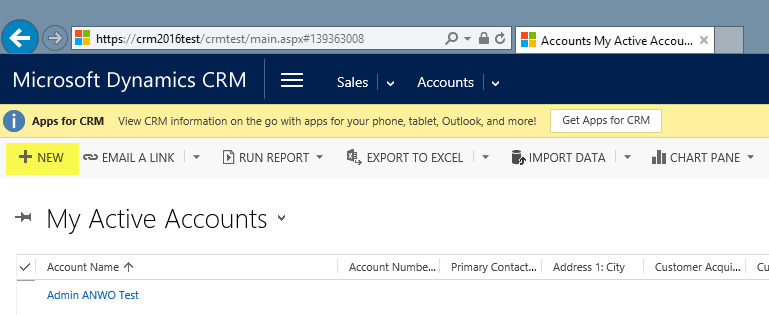 https://crm2016test/crmtest/main.aspx#139363008
Accounts My Active Accou...
Microsoft Dynamics CRM Sales Accounts
Apps for CRM View CRM information on the go with apps for your phone, tablet, Outlook, and more! Get Apps for CRM
NEW EMAIL A LINK RUN REPORT EXPORT TO EXCEL IMPORT DATA CHART PANE
My Active Accounts
Account Name Account Numbe... Primary Contact... Address 1: City Customer Acqui... Cu
Admin ANWO Test